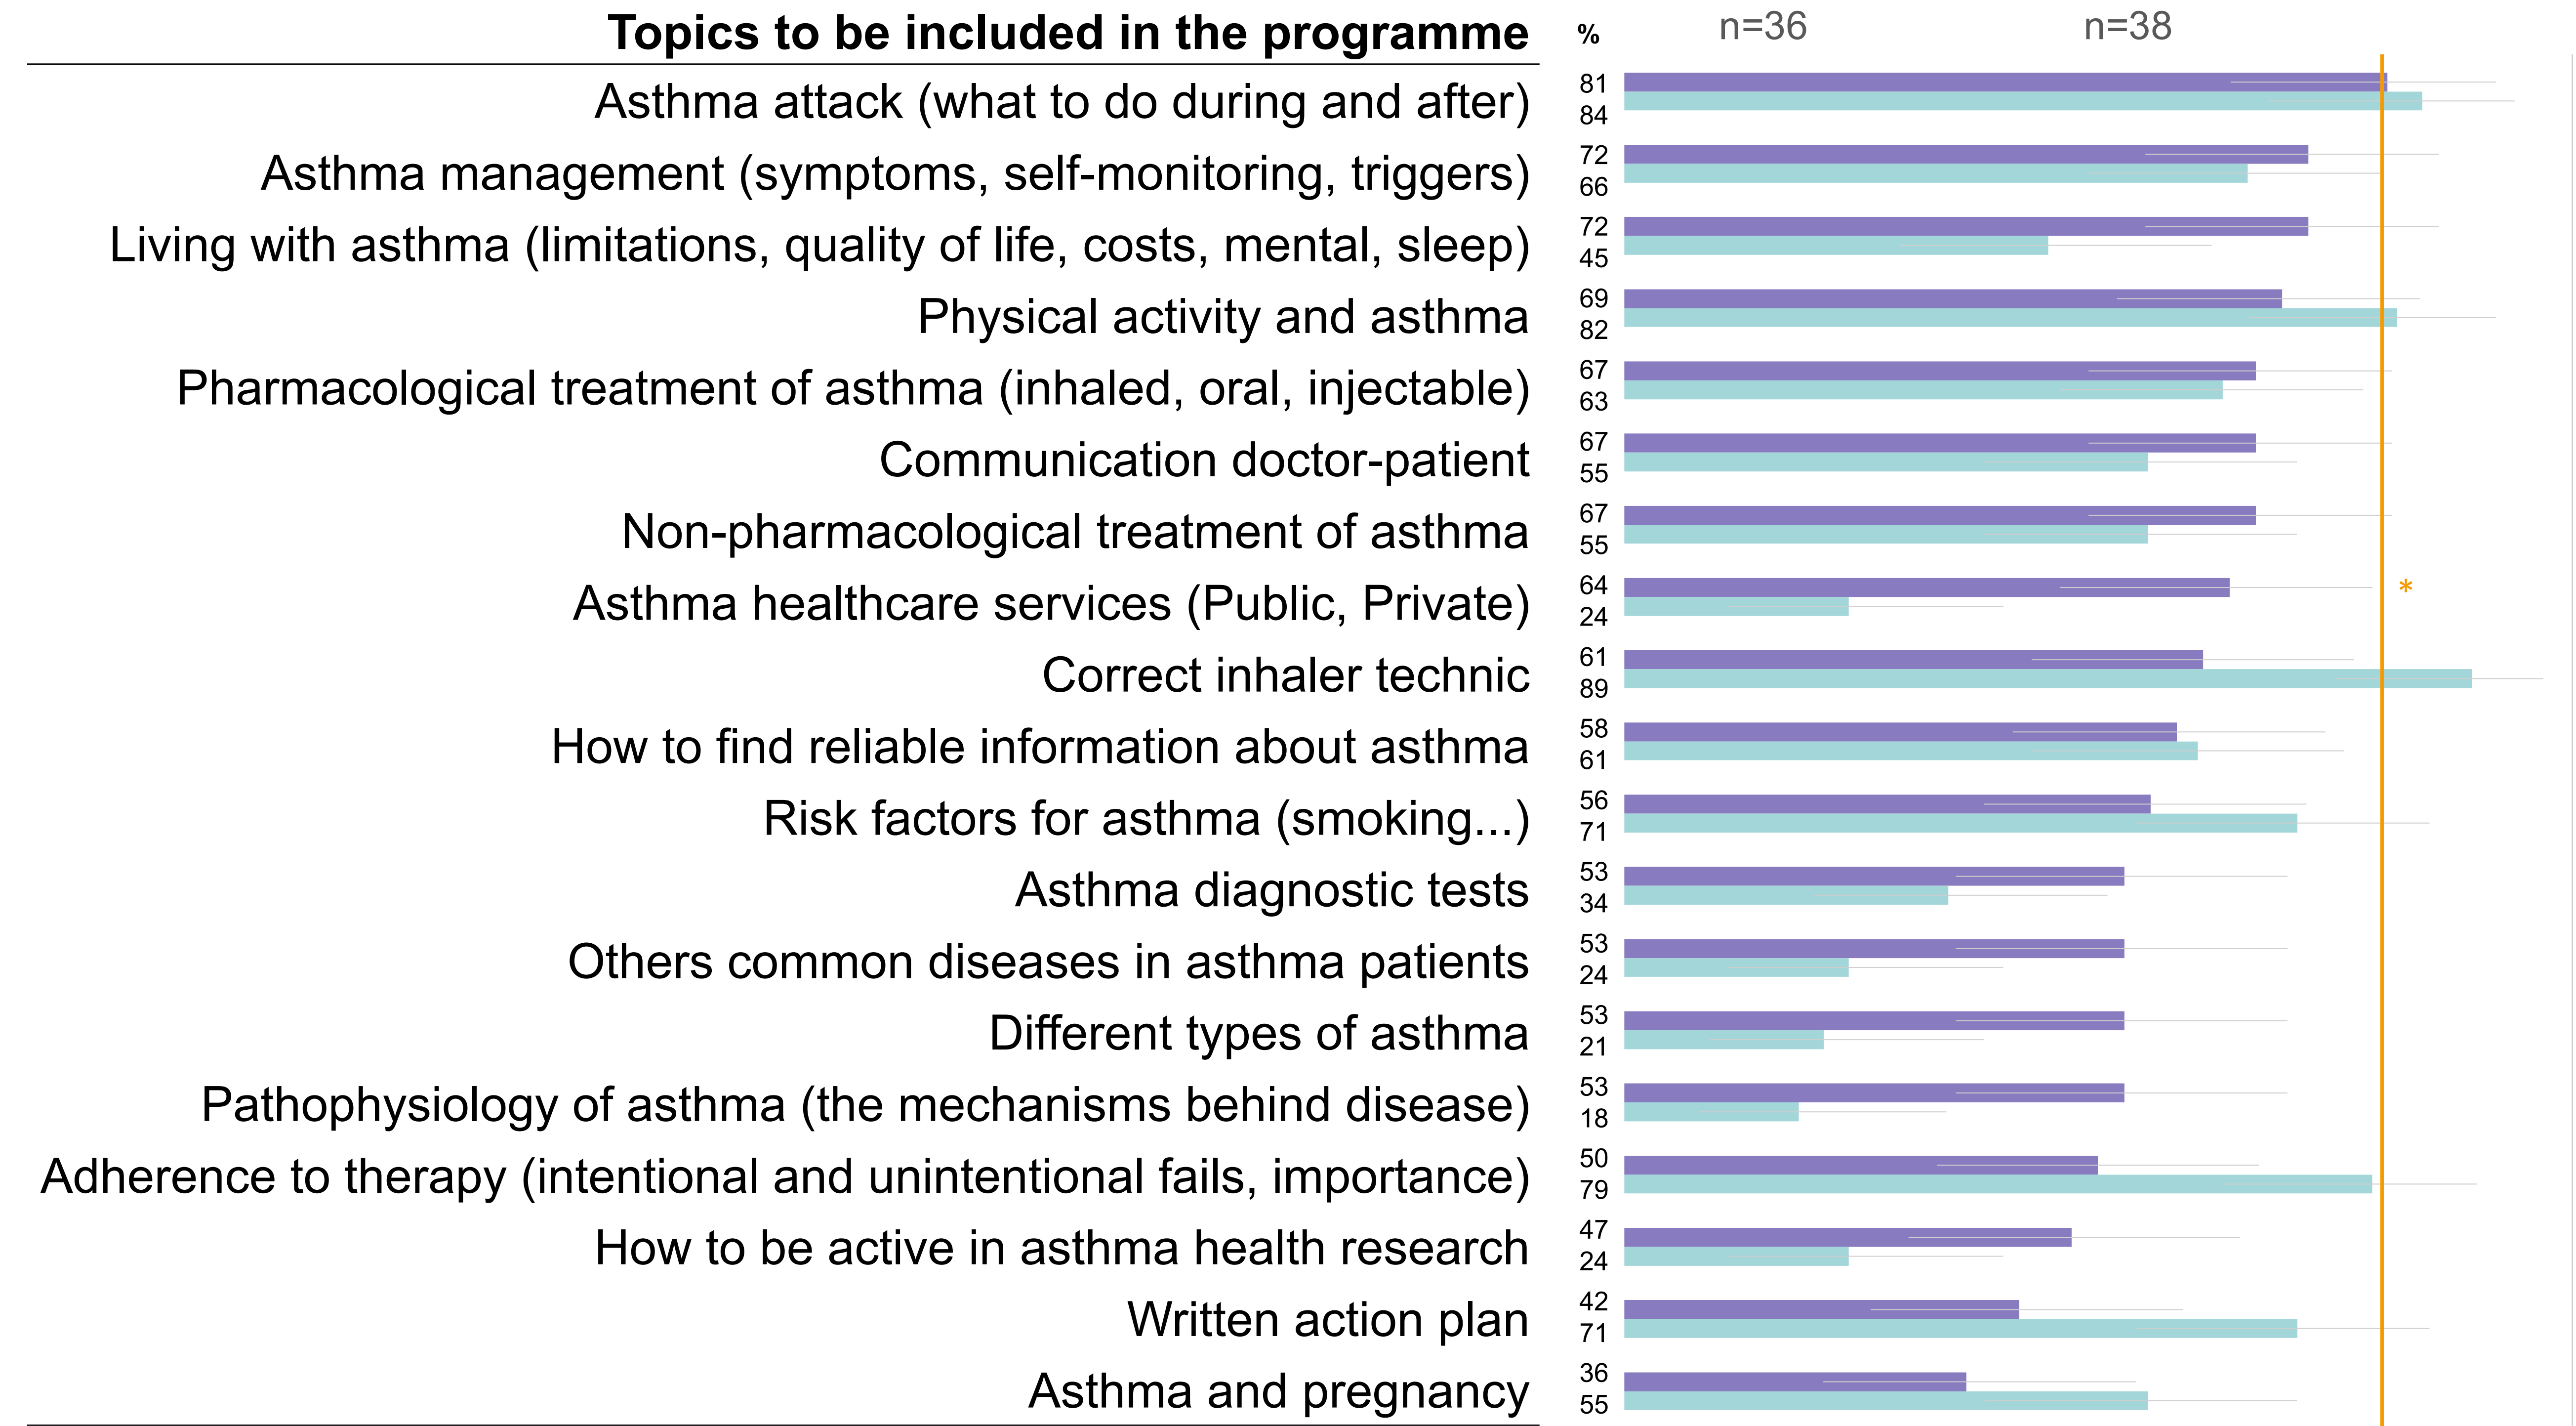 Topics to be included in the programme % n=36 n=38
Asthma attack (what to do during and after) 81
84
Asthma management (symptoms, self-monitoring, triggers) 72
66
Living with asthma (limitations, quality of life, costs, mental, sleep) 72
45
Physical activity and asthma 69
82
Pharmacological treatment of asthma (inhaled, oral, injectable) 67
63
Communication doctor-patient 67
55
Non-pharmacological treatment of asthma 67
55
Asthma healthcare services (Public, Private) 64 *
24
Correct inhaler technic 61
89
How to find reliable information about asthma 58
61
Risk factors for asthma (smoking...) 56
71
Asthma diagnostic tests 53
34
Others common diseases in asthma patients 53
24
Different types of asthma 53
21
Pathophysiology of asthma (the mechanisms behind disease) 53
18
Adherence to therapy (intentional and unintentional fails, importance) 50
79
How to be active in asthma health research 47
24
Written action plan 42
71
Asthma and pregnancy 36
55